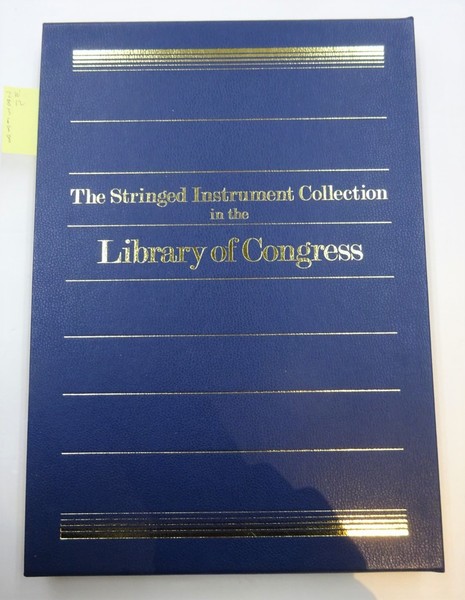 The Stringed Instrument Collection
in the
Library of Congress